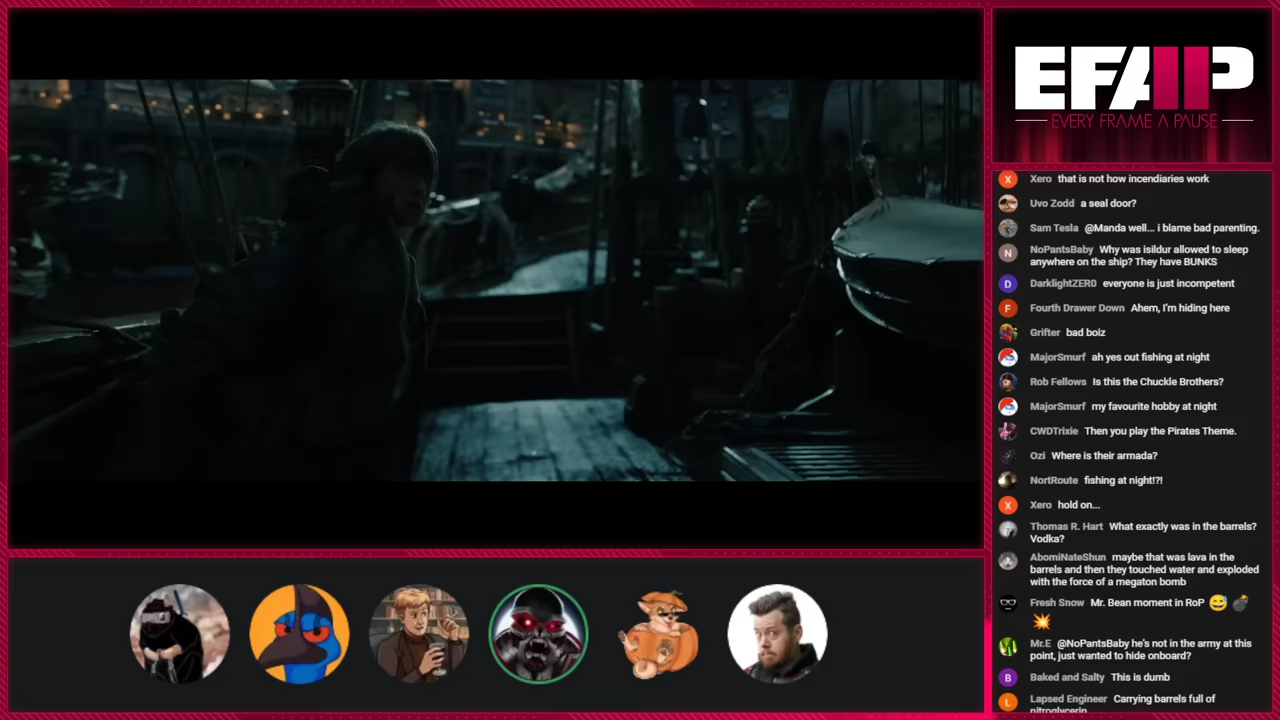 EFAP
EVERY FRAME A PAUSE
X Xero that is not how incendiaries work
Uvo Zodd a seal door?
Sam Tesla @Manda well... i blame bad parenting.
N NoPantsBaby Why was isildur allowed to sleep
anywhere on the ship? They have BUNKS
D DarklightZER0 everyone is just incompetent
F Fourth Drawer Down Ahem, I'm hiding here
Grifter bad boiz
MajorSmurf ah yes out fishing at night
Rob Fellows Is this the Chuckle Brothers?
MajorSmurf my favourite hobby at night
CWDTrixie Then you play the Pirates Theme.
Ozi Where is their armada?
NortRoute fishing at night!?!
X Xero hold on...
Thomas R. Hart What exactly was in the barrels?
Vodka?
AbomiNateShun maybe that was lava in the
barrels and then they touched water and exploded
with the force of a megaton bomb
Fresh Snow Mr. Bean moment in RoP 😅 💣
💥
Mr.E @NoPantsBaby he's not in the army at this
point, just wanted to hide onboard?
B Baked and Salty This is dumb
L Lapsed Engineer Carrying barrels full of
nitroglycerin